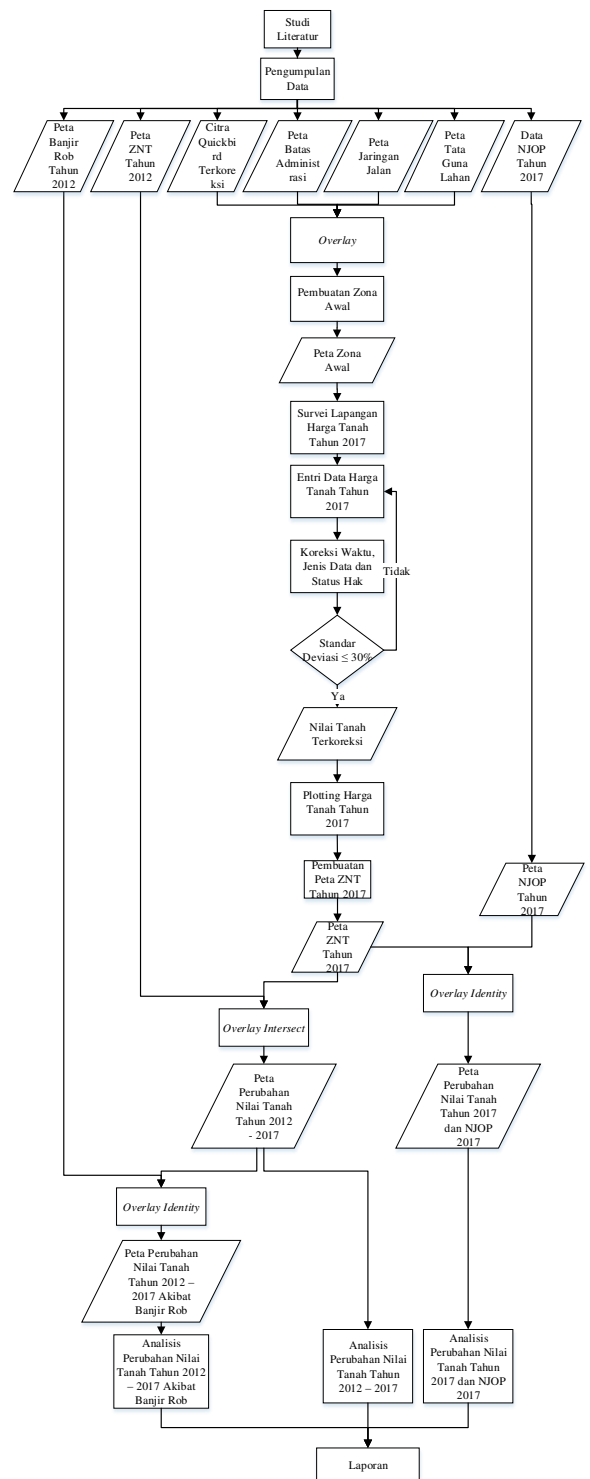 Studi
Literatur
Pengumpulan
Data
Peta
Banjir
Rob
Tahun
2012
Peta
ZNT
Tahun
2012
Citra
Quickbi
rd
Terkore
ksi
Peta
Batas
Administ
rasi
Peta
Jaringan
Jalan
Peta
Tata
Guna
Lahan
Data
NJOP
Tahun
2017
Overlay
Pembuatan Zona
Awal
Peta Zona
Awal
Survei Lapangan
Harga Tanah
Tahun 2017
Entri Data Harga
Tanah Tahun
2017
Koreksi Waktu,
Jenis Data dan
Status Hak
Tidak
Standar
Deviasi ≤ 30%
Ya
Nilai Tanah
Terkoreksi
Plotting Harga
Tanah Tahun
2017
Pembuatan
Peta ZNT
Tahun 2017
Peta
NJOP
Tahun
2017
Peta
ZNT
Tahun
2017
Overlay Identity
Overlay Intersect
Peta
Perubahan
Nilai Tanah
Tahun 2012
- 2017
Peta
Perubahan
Nilai Tanah
Tahun 2017
dan NJOP
2017
Overlay Identity
Peta Perubahan
Nilai Tanah
Tahun 2012 –
2017 Akibat
Banjir Rob
Analisis
Perubahan Nilai
Tanah Tahun 2012
– 2017 Akibat
Banjir Rob
Analisis
Perubahan Nilai
Tanah Tahun
2012 – 2017
Analisis
Perubahan Nilai
Tanah Tahun
2017 dan NJOP
2017
Laporan